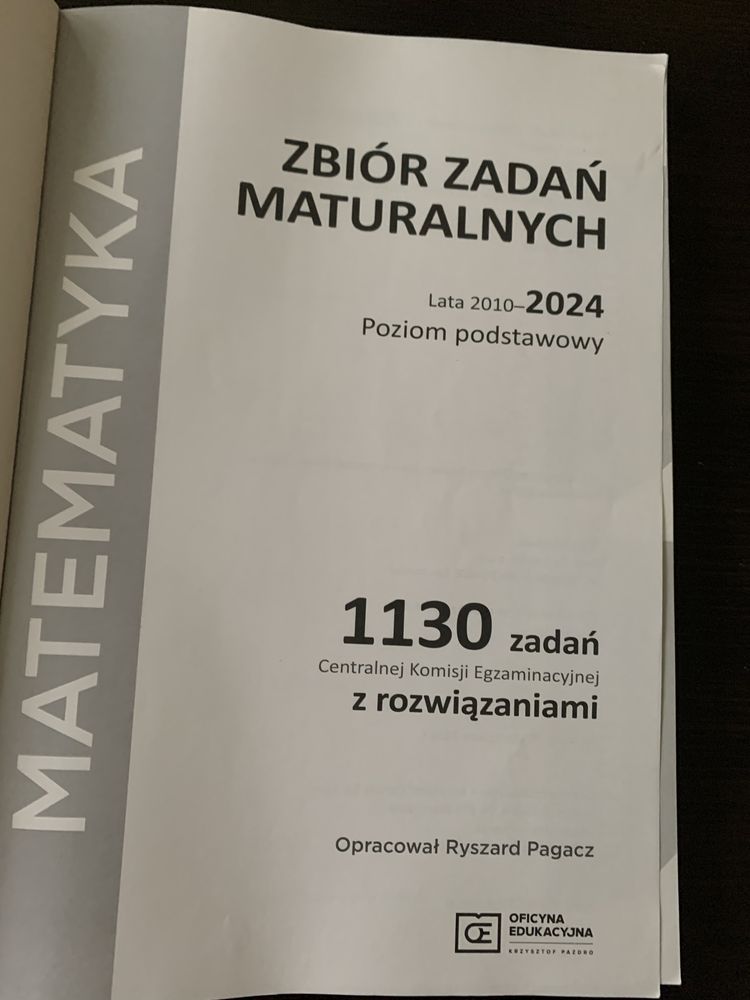 MATEMATYKA
ZBIÓR ZADAŃ
MATURALNYCH
Lata 2010–2024
Poziom podstawowy
1130 zadań
Centralnej Komisji Egzaminacyjnej
z rozwiązaniami
Opracował Ryszard Pagacz
OE
OFICYNA
EDUKACYJNA
KRZYSZTOF PAZDRO